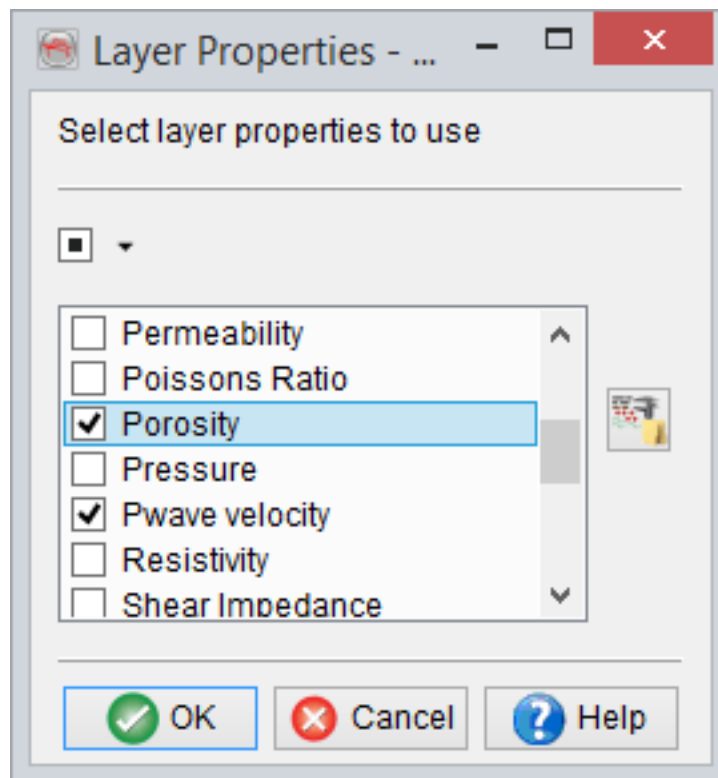 Layer Properties - ...
Select layer properties to use
Permeability
Poissons Ratio
Porosity
Pressure
Pwave velocity
Resistivity
Shear Impedance
OK Cancel Help